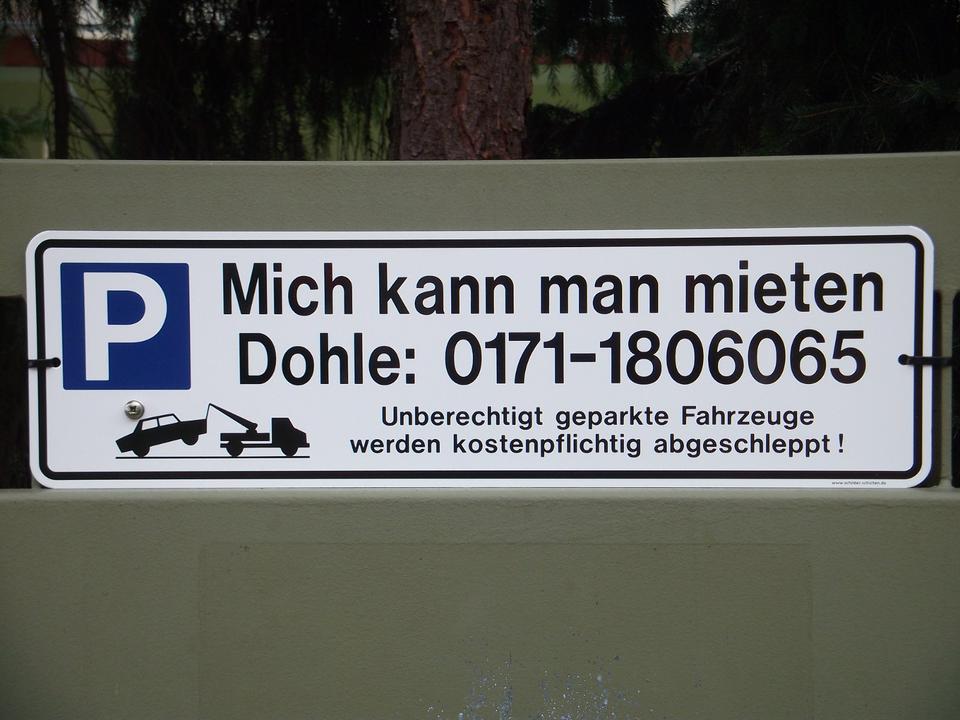 P
Mich kann man mieten
Dohle: 0171-1806065
Unberechtigt geparkte Fahrzeuge
werden kostenpflichtig abgeschleppt!